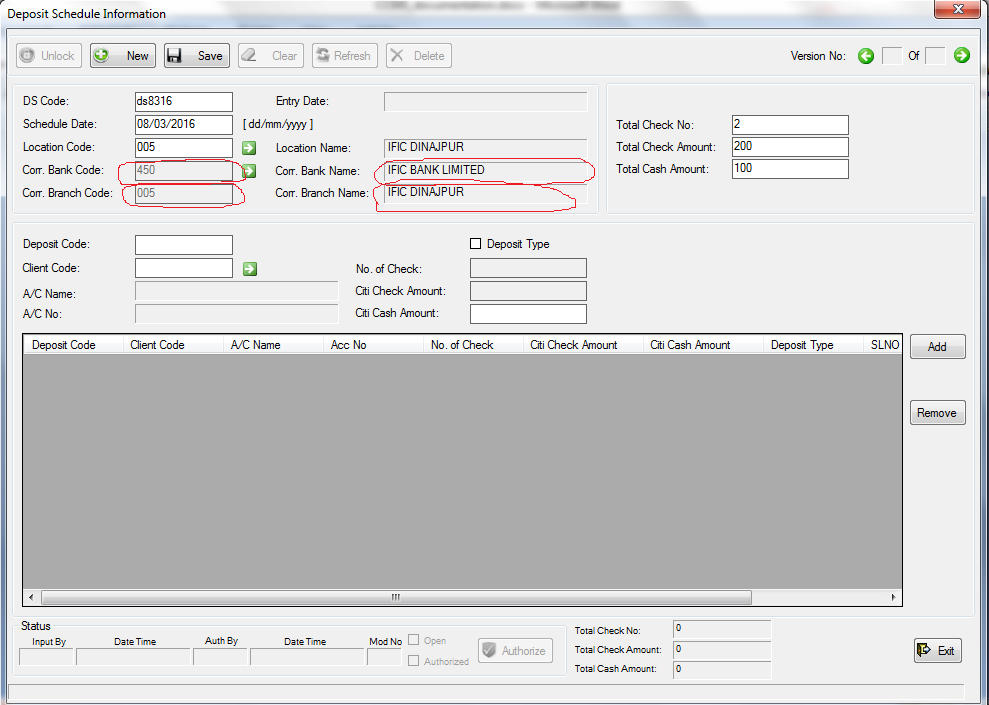 Deposit Schedule Information
Unlock New Save Clear Refresh Delete Version No: Of
DS Code: ds8316 Entry Date:
Schedule Date: 08/03/2016 [ dd/mm/yyyy ] Total Check No: 2
Location Code: 005 Location Name: IFIC DINAJPUR Total Check Amount: 200
Corr. Bank Code: 450 Corr. Bank Name: IFIC BANK LIMITED Total Cash Amount: 100
Corr. Branch Code: 005 Corr. Branch Name: IFIC DINAJPUR
Deposit Code: Deposit Type
Client Code: No. of Check:
A/C Name: Citi Check Amount:
A/C No: Citi Cash Amount:
Deposit Code Client Code A/C Name Acc No No. of Check Citi Check Amount Citi Cash Amount Deposit Type SLNO Add
Remove
Status
Input By Date Time Auth By Date Time Mod No Open Total Check No: 0
Authorize Total Check Amount: 0 Exit
Authorized Total Cash Amount: 0